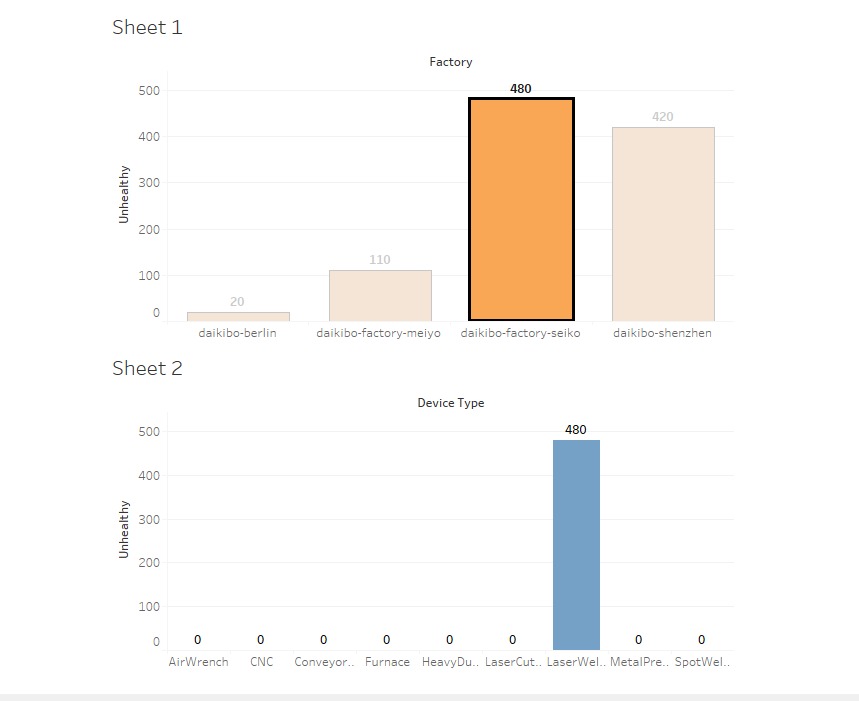 Sheet 1
Factory
Unhealthy
500
400
300
200
100
0
20
110
480
420
daikibo-berlin daikibo-factory-meiyo daikibo-factory-seiko daikibo-shenzhen
Sheet 2
Device Type
Unhealthy
500
400
300
200
100
0
0 0 0 0 0 0 480 0 0
AirWrench CNC Conveyor.. Furnace HeavyDu.. LaserCut.. LaserWel.. MetalPre.. SpotWel..